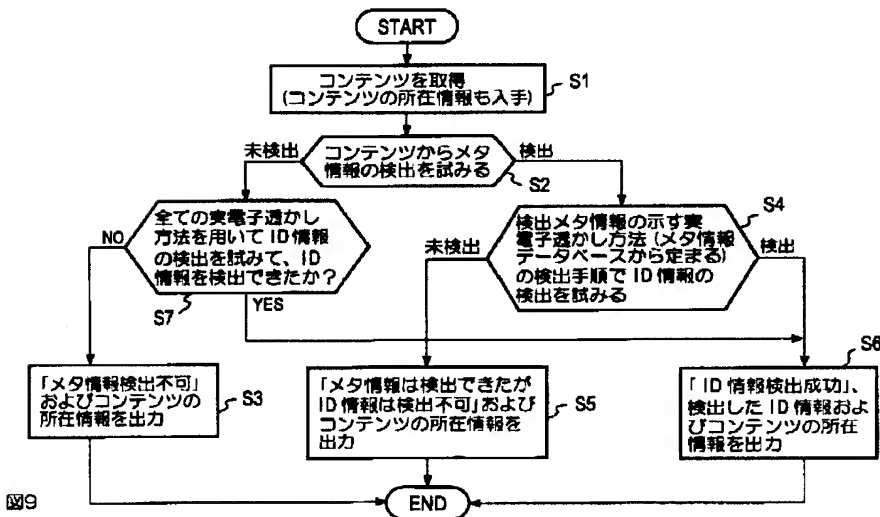 START
コンテンツを取得
(コンテンツの所在情報も入手)
S1
未検出
コンテンツからメタ
情報の検出を試みる
検出
S2
全ての実電子透かし
方法を用いてID情報
の検出を試みて、ID
情報を検出できたか？
NO
S7
YES
検出メタ情報の示す実
電子透かし方法(メタ情報
データベースから定まる)
の検出手順でID情報の
検出を試みる
S4
未検出
検出
「メタ情報検出不可」
およびコンテンツの
所在情報を出力
S3
「メタ情報は検出できたが
ID情報は検出不可」および
コンテンツの所在情報を
出力
S5
S6
「ID情報検出成功」、
検出したID情報およ
びコンテンツの所在
情報を出力
END
図9